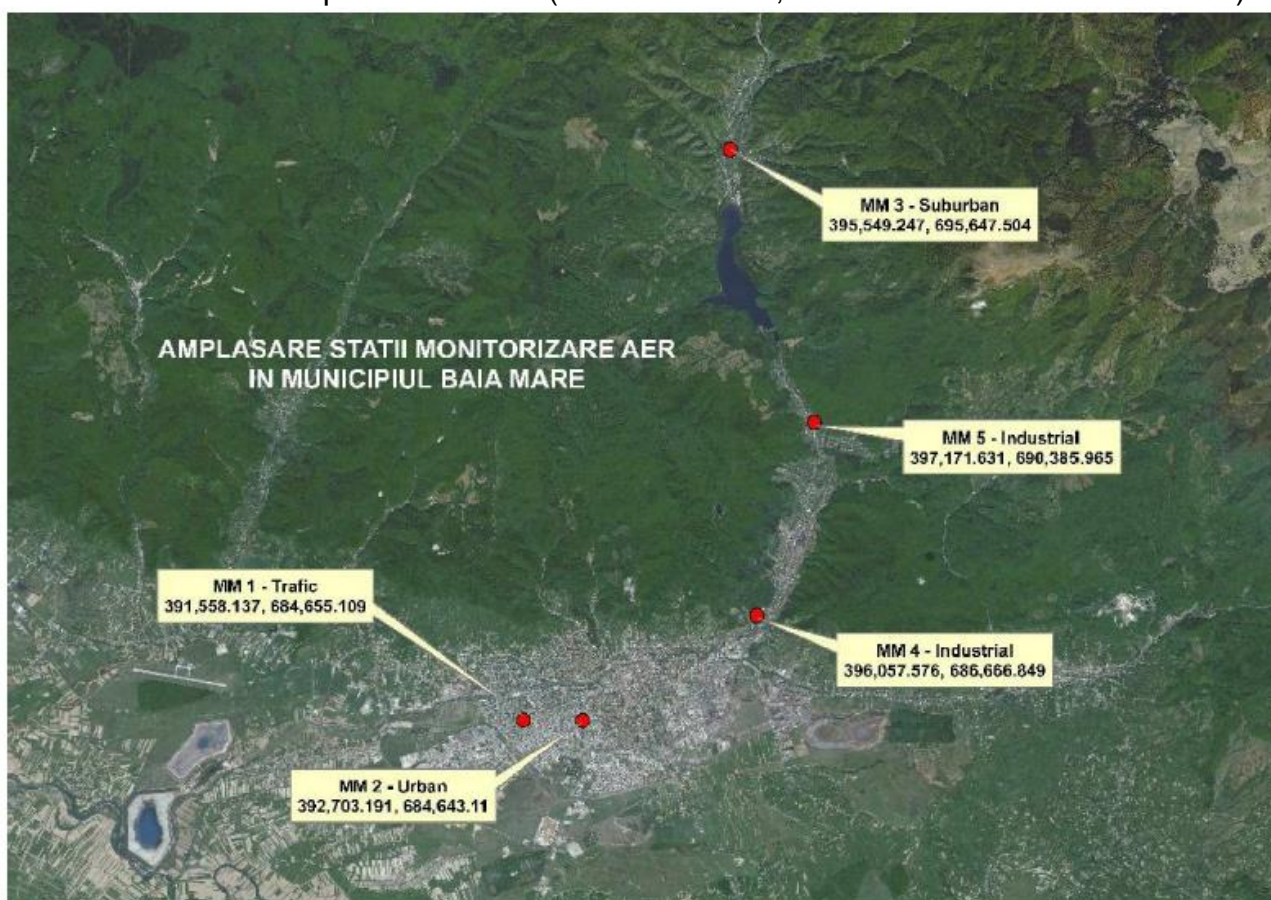 MM 3 - Suburban
395,549.247, 695,647.504
AMPLASARE STATII MONITORIZARE AER
IN MUNICIPIUL BAIA MARE
MM 5 - Industrial
397,171.631, 690,385.965
MM 1 - Trafic
391,558.137, 684,655.109
MM 4 - Industrial
396,057.576, 686,666.849
MM 2 - Urban
392,703.191, 684,643.11